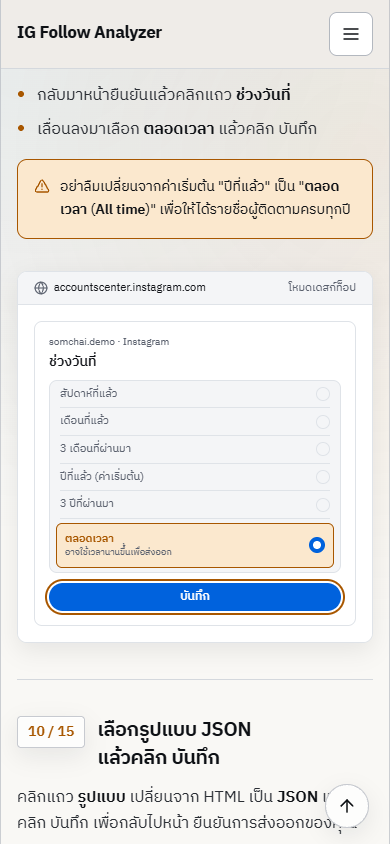 IG Follow Analyzer
กลับมาหน้ายืนยันแล้วคลิกแถว ช่วงวันที่
เลื่อนลงมาเลือก ตลอดเวลา แล้วคลิก บันทึก
อย่าลืมเปลี่ยนจากค่าเริ่มต้น "ปีที่แล้ว" เป็น "ตลอด
เวลา (All time)" เพื่อให้ได้รายชื่อผู้ติดตามครบทุกปี
accountscenter.instagram.com
โหมดเดสก์ท็อป
somchai.demo · Instagram
ช่วงวันที่
สัปดาห์ที่แล้ว
เดือนที่แล้ว
3 เดือนที่ผ่านมา
ปีที่แล้ว (ค่าเริ่มต้น)
3 ปีที่ผ่านมา
ตลอดเวลา
อาจใช้เวลานานขึ้นเพื่อส่งออก
บันทึก
10 / 15
เลือกรูปแบบ JSON
แล้วคลิก บันทึก
คลิกแถว รูปแบบ เปลี่ยนจาก HTML เป็น JSON
คลิก บันทึก เพื่อกลับไปหน้า ยืนยันการส่งออกของ